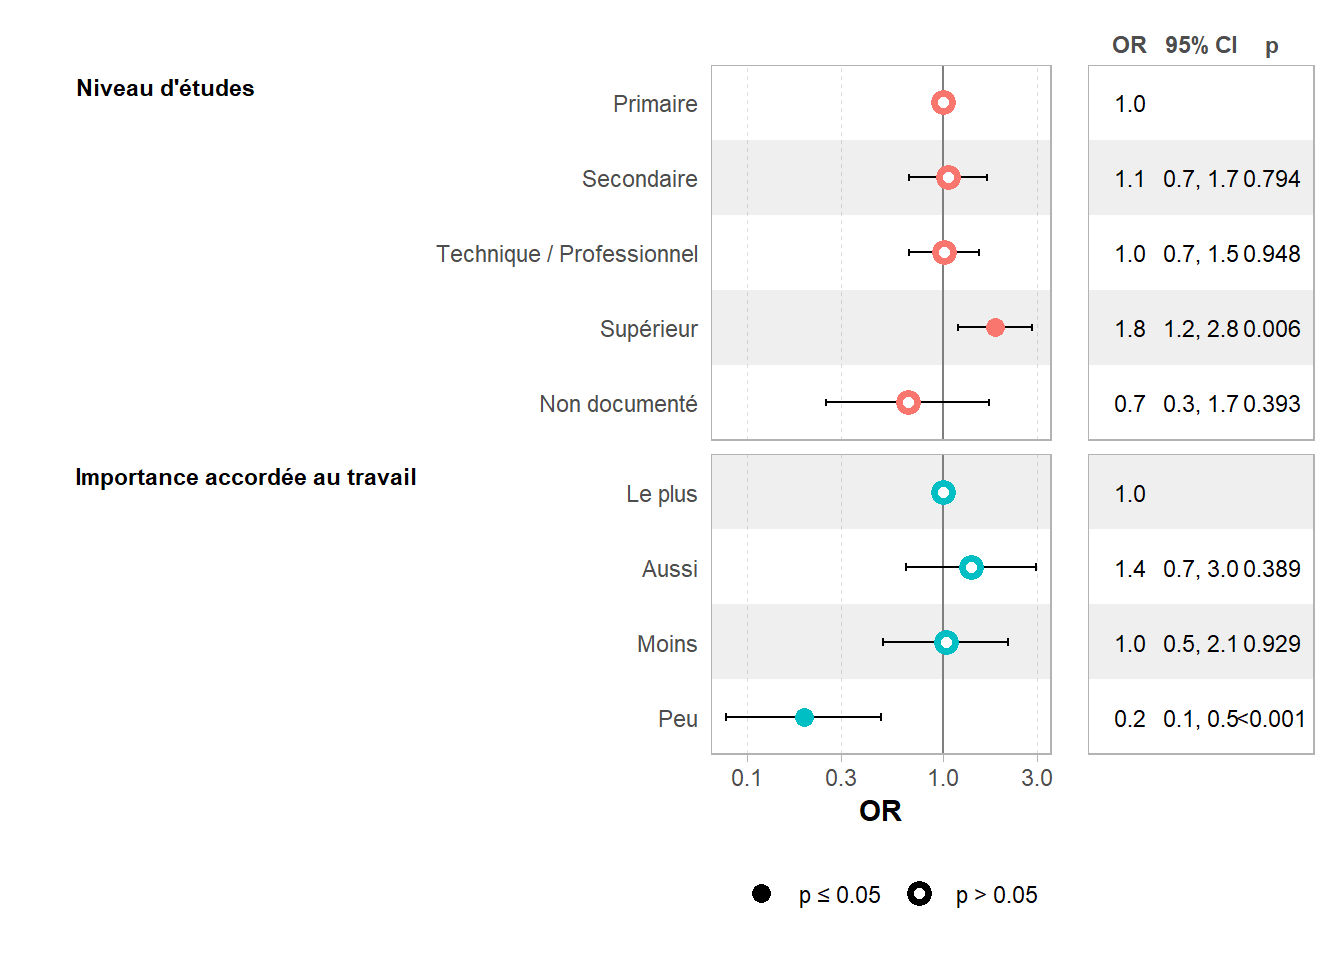 OR 95% CI p
Niveau d'études
Primaire 1.0
Secondaire 1.1 0.7, 1.7 0.794
Technique / Professionnel 1.0 0.7, 1.5 0.948
Supérieur 1.8 1.2, 2.8 0.006
Non documenté 0.7 0.3, 1.7 0.393
Importance accordée au travail
Le plus 1.0
Aussi 1.4 0.7, 3.0 0.389
Moins 1.0 0.5, 2.1 0.929
Peu 0.2 0.1, 0.5 <0.001
0.1 0.3 1.0 3.0
OR
p ≤ 0.05 p > 0.05